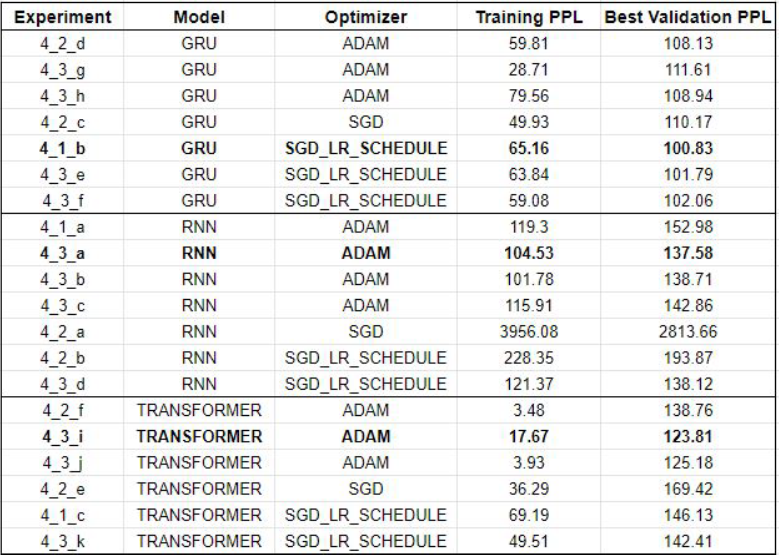 Experiment Model Optimizer Training PPL Best Validation PPL
4_2_d GRU ADAM 59.81 108.13
4_3_g GRU ADAM 28.71 111.61
4_3_h GRU ADAM 79.56 108.94
4_2_c GRU SGD 49.93 110.17
4_1_b GRU SGD_LR_SCHEDULE 65.16 100.83
4_3_e GRU SGD_LR_SCHEDULE 63.84 101.79
4_3_f GRU SGD_LR_SCHEDULE 59.08 102.06
4_1_a RNN ADAM 119.3 152.98
4_3_a RNN ADAM 104.53 137.58
4_3_b RNN ADAM 101.78 138.71
4_3_c RNN ADAM 115.91 142.86
4_2_a RNN SGD 3956.08 2813.66
4_2_b RNN SGD_LR_SCHEDULE 228.35 193.87
4_3_d RNN SGD_LR_SCHEDULE 121.37 138.12
4_2_f TRANSFORMER ADAM 3.48 138.76
4_3_i TRANSFORMER ADAM 17.67 123.81
4_3_j TRANSFORMER ADAM 3.93 125.18
4_2_e TRANSFORMER SGD 36.29 169.42
4_1_c TRANSFORMER SGD_LR_SCHEDULE 69.19 146.13
4_3_k TRANSFORMER SGD_LR_SCHEDULE 49.51 142.41